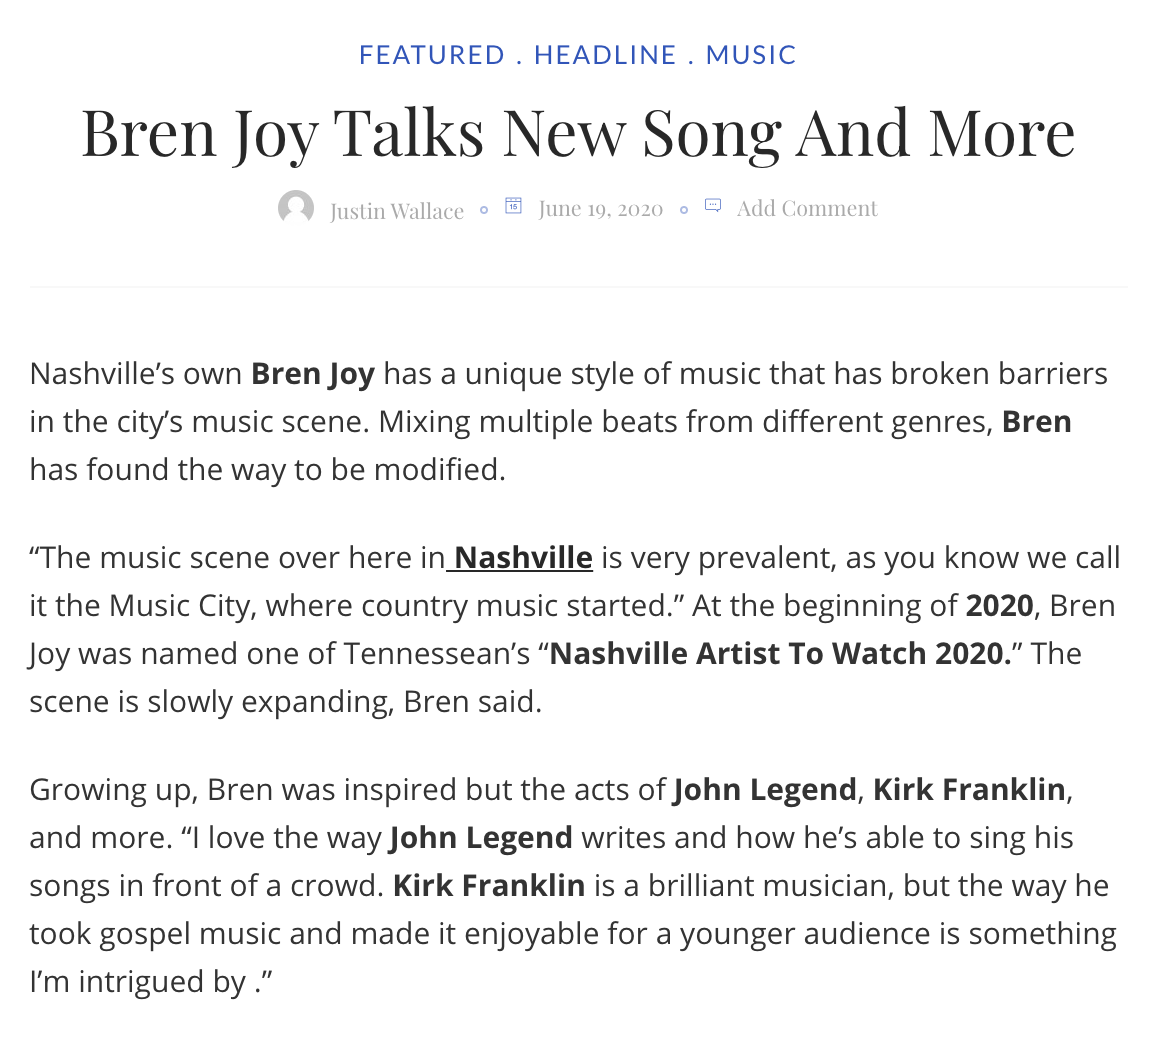 FEATURED . HEADLINE . MUSIC
Bren Joy Talks New Song And More
Justin Wallace 15 June 19, 2020 Add Comment
Nashville’s own Bren Joy has a unique style of music that has broken barriers
in the city’s music scene. Mixing multiple beats from different genres, Bren
has found the way to be modified.
“The music scene over here in Nashville is very prevalent, as you know we call
it the Music City, where country music started.” At the beginning of 2020, Bren
Joy was named one of Tennessean’s “Nashville Artist To Watch 2020.” The
scene is slowly expanding, Bren said.
Growing up, Bren was inspired but the acts of John Legend, Kirk Franklin,
and more. “I love the way John Legend writes and how he’s able to sing his
songs in front of a crowd. Kirk Franklin is a brilliant musician, but the way he
took gospel music and made it enjoyable for a younger audience is something
I’m intrigued by .”